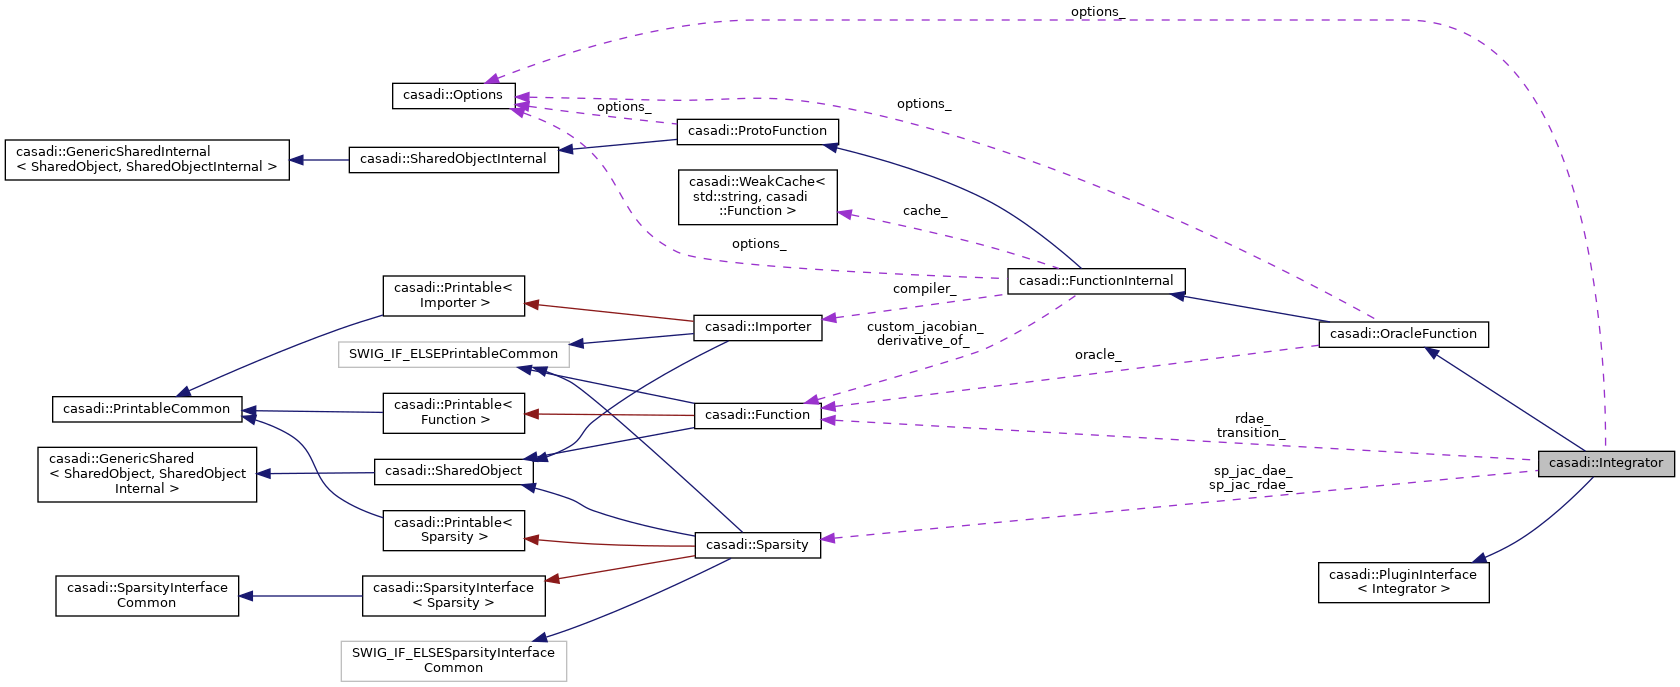 options_
casadi::Options
options_
options_
casadi::ProtoFunction
casadi::GenericSharedInternal
< SharedObject, SharedObjectInternal >
casadi::SharedObjectInternal
casadi::WeakCache<
std::string, casadi
::Function >
cache_
options_
casadi::FunctionInternal
casadi::Printable<
Importer >
compiler_
casadi::Importer
custom_jacobian_
derivative_of_
casadi::OracleFunction
SWIG_IF_ELSEPrintableCommon
oracle_
casadi::PrintableCommon
casadi::Printable<
Function >
casadi::Function
rdae_
transition_
casadi::GenericShared
< SharedObject, SharedObject
Internal >
casadi::SharedObject
casadi::Integrator
sp_jac_dae_
sp_jac_rdae_
casadi::Printable<
Sparsity >
casadi::Sparsity
casadi::PluginInterface
< Integrator >
casadi::SparsityInterface
Common
casadi::SparsityInterface
< Sparsity >
SWIG_IF_ELSESparsityInterface
Common